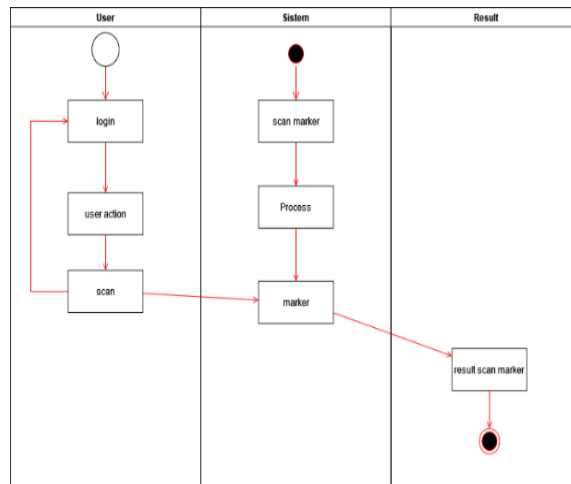 User
Sistem
Result
login
scan marker
user action
Process
scan
marker
result scan marker